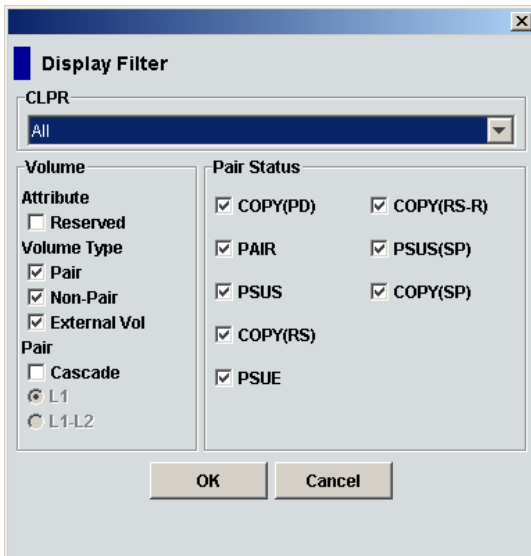 Display Filter
CLPR
All
Volume
Attribute
Reserved
Volume Type
Pair
Non-Pair
External Vol
Pair
Cascade
L1
L1-L2
Pair Status
COPY(PD)
COPY(RS-R)
PAIR
PSUS(SP)
PSUS
COPY(SP)
COPY(RS)
PSUE
OK
Cancel